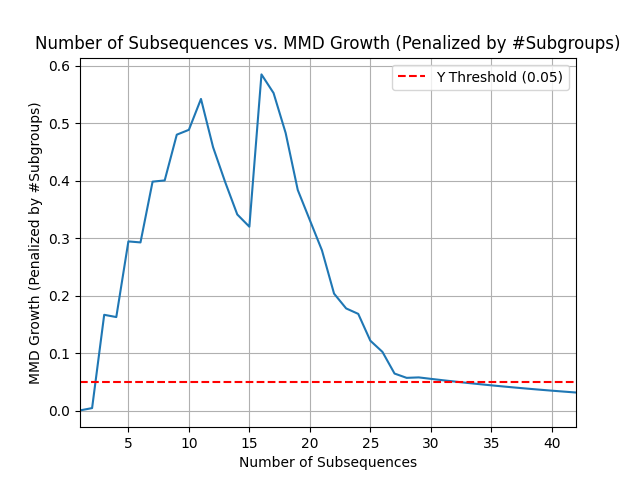 Number of Subsequences vs. MMD Growth (Penalized by #Subgroups)
MMD Growth (Penalized by #Subgroups)
0.6
0.5
0.4
0.3
0.2
0.1
0.0
Y Threshold (0.05)
5 10 15 20 25 30 35 40
Number of Subsequences